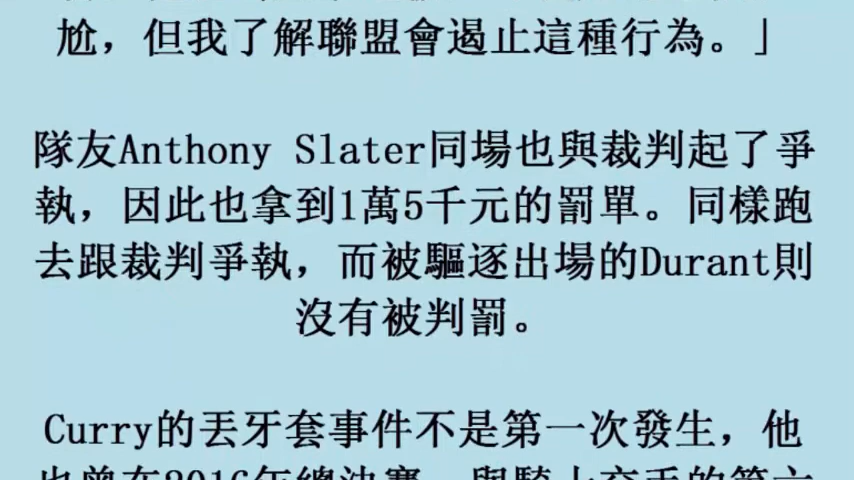 尬，但我了解聯盟會遏止這種行為。」
隊友Anthony Slater同場也與裁判起了爭
執，因此也拿到1萬5千元的罰單。同樣跑
去跟裁判爭執，而被驅逐出場的Durant則
沒有被判罰。
Curry的丟牙套事件不是第一次發生，他
也曾在2016年總決賽，與騎士交手的第六